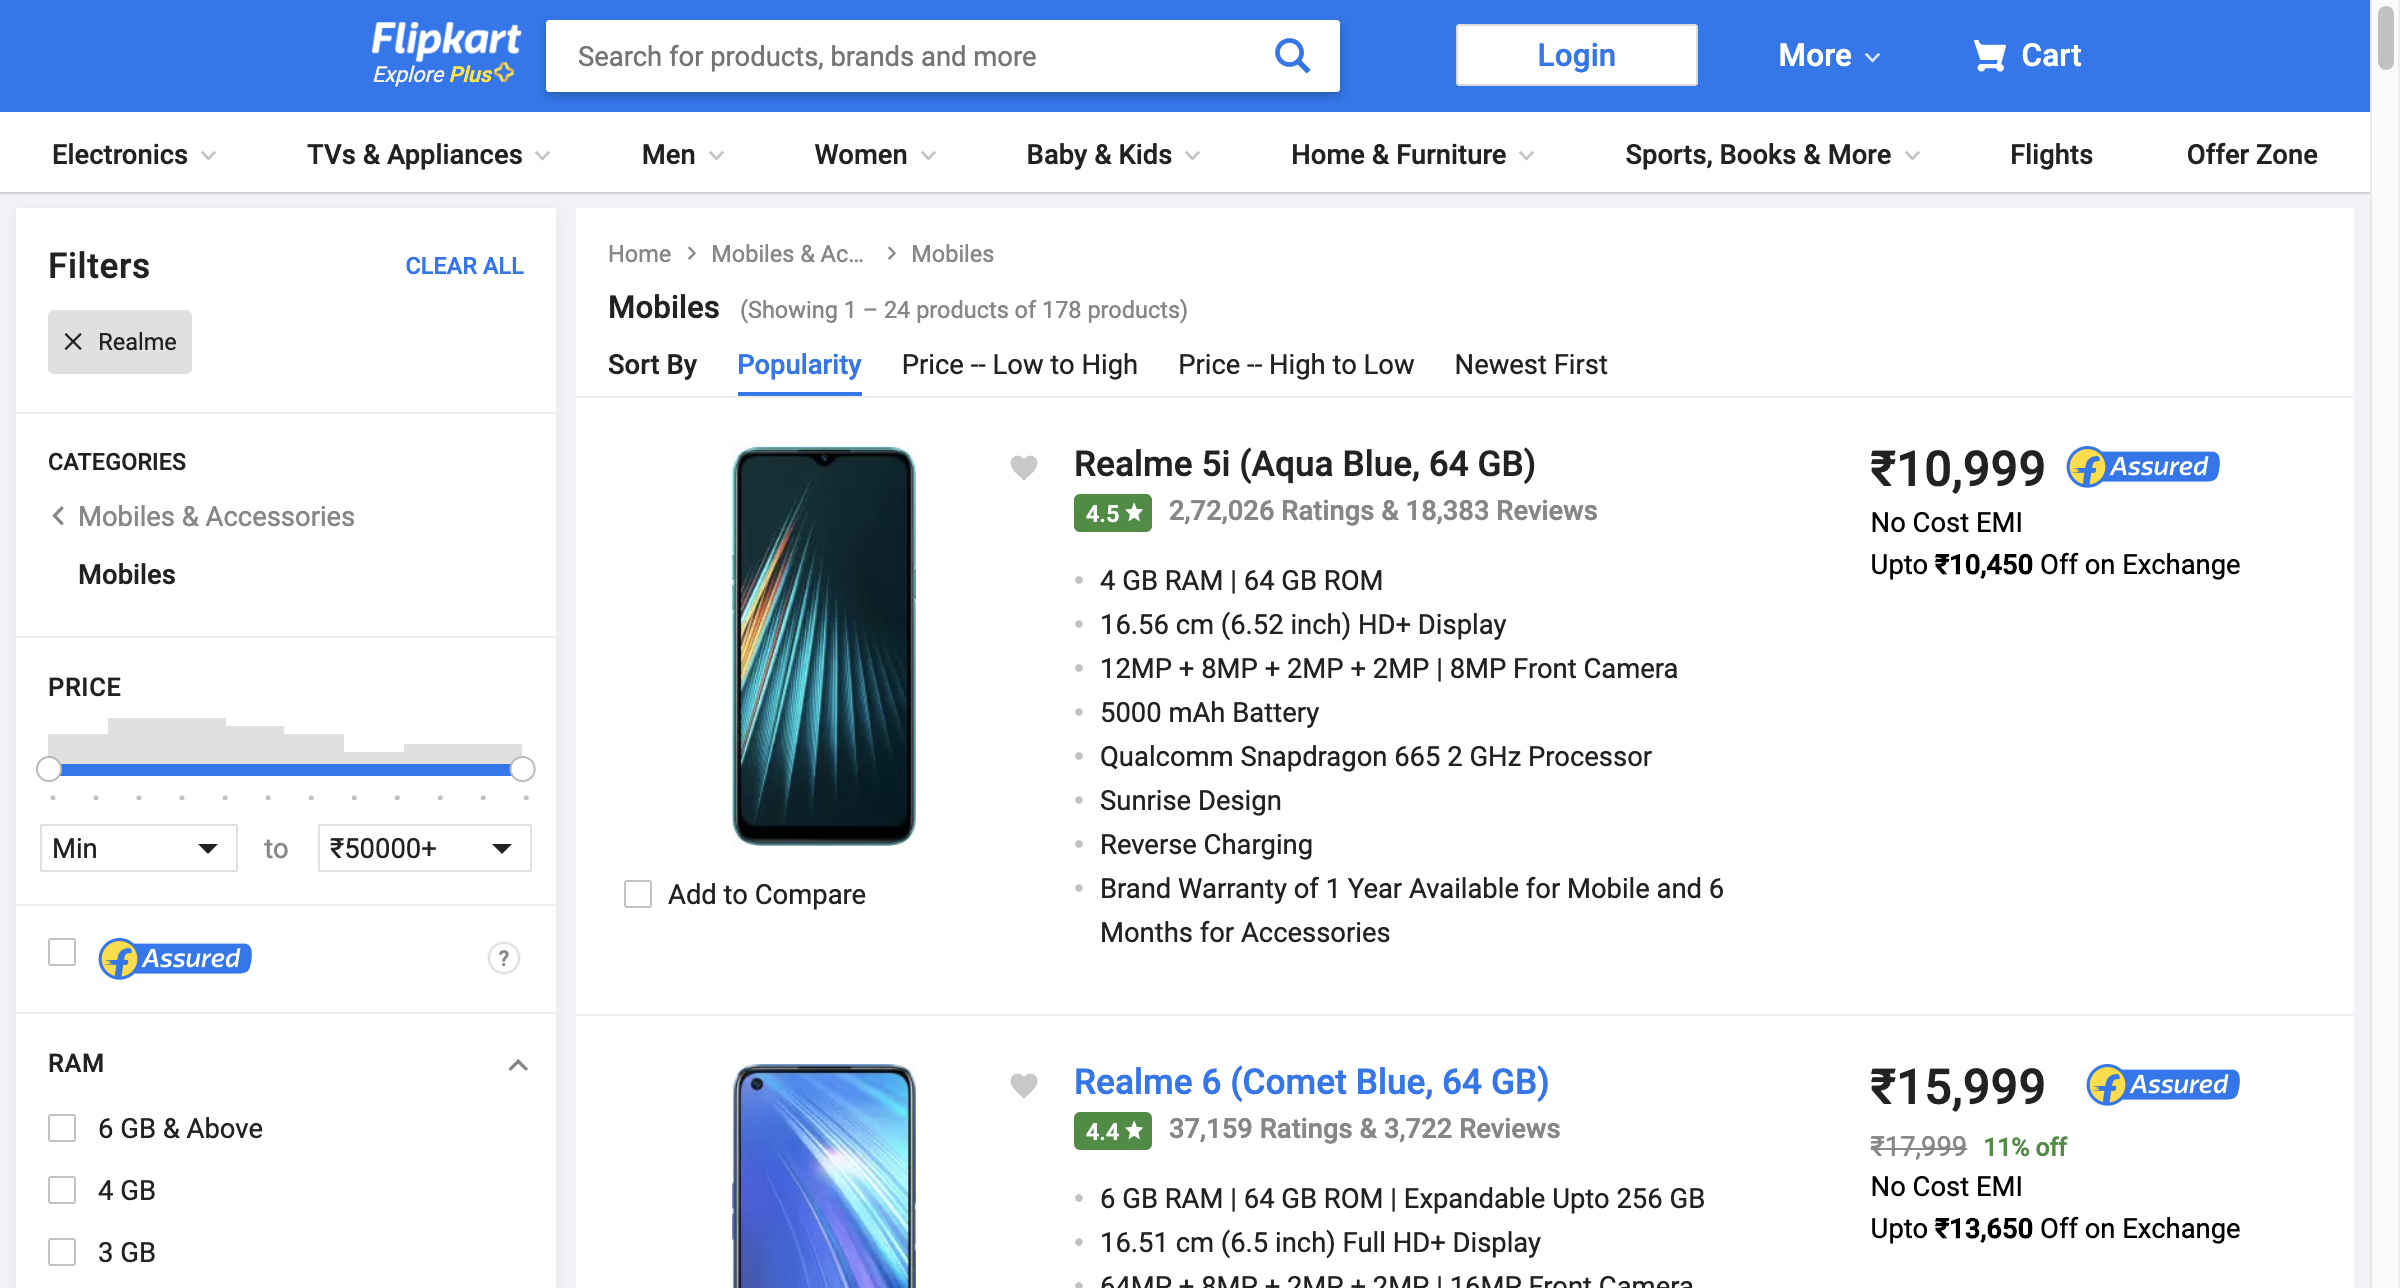 Flipkart
Explore Plus
Search for products, brands and more
Login
More
Cart
Electronics
TVs & Appliances
Men
Women
Baby & Kids
Home & Furniture
Sports, Books & More
Flights
Offer Zone
Filters
CLEAR ALL
Realme
CATEGORIES
Mobiles & Accessories
Mobiles
PRICE
Min
to
₹50000+
Assured
?
RAM
6 GB & Above
4 GB
3 GB
Home
Mobiles & Ac...
Mobiles
Mobiles (Showing 1 – 24 products of 178 products)
Sort By
Popularity
Price -- Low to High
Price -- High to Low
Newest First
Add to Compare
Realme 5i (Aqua Blue, 64 GB)
4.5 ★ 2,72,026 Ratings & 18,383 Reviews
4 GB RAM | 64 GB ROM
16.56 cm (6.52 inch) HD+ Display
12MP + 8MP + 2MP + 2MP | 8MP Front Camera
5000 mAh Battery
Qualcomm Snapdragon 665 2 GHz Processor
Sunrise Design
Reverse Charging
Brand Warranty of 1 Year Available for Mobile and 6
Months for Accessories
₹10,999
Assured
No Cost EMI
Upto ₹10,450 Off on Exchange
Realme 6 (Comet Blue, 64 GB)
4.4 ★ 37,159 Ratings & 3,722 Reviews
6 GB RAM | 64 GB ROM | Expandable Upto 256 GB
16.51 cm (6.5 inch) Full HD+ Display
64MP + 8MP + 2MP + 2MP | 16MP Front Camera
₹15,999
Assured
₹17,999 11% off
No Cost EMI
Upto ₹13,650 Off on Exchange